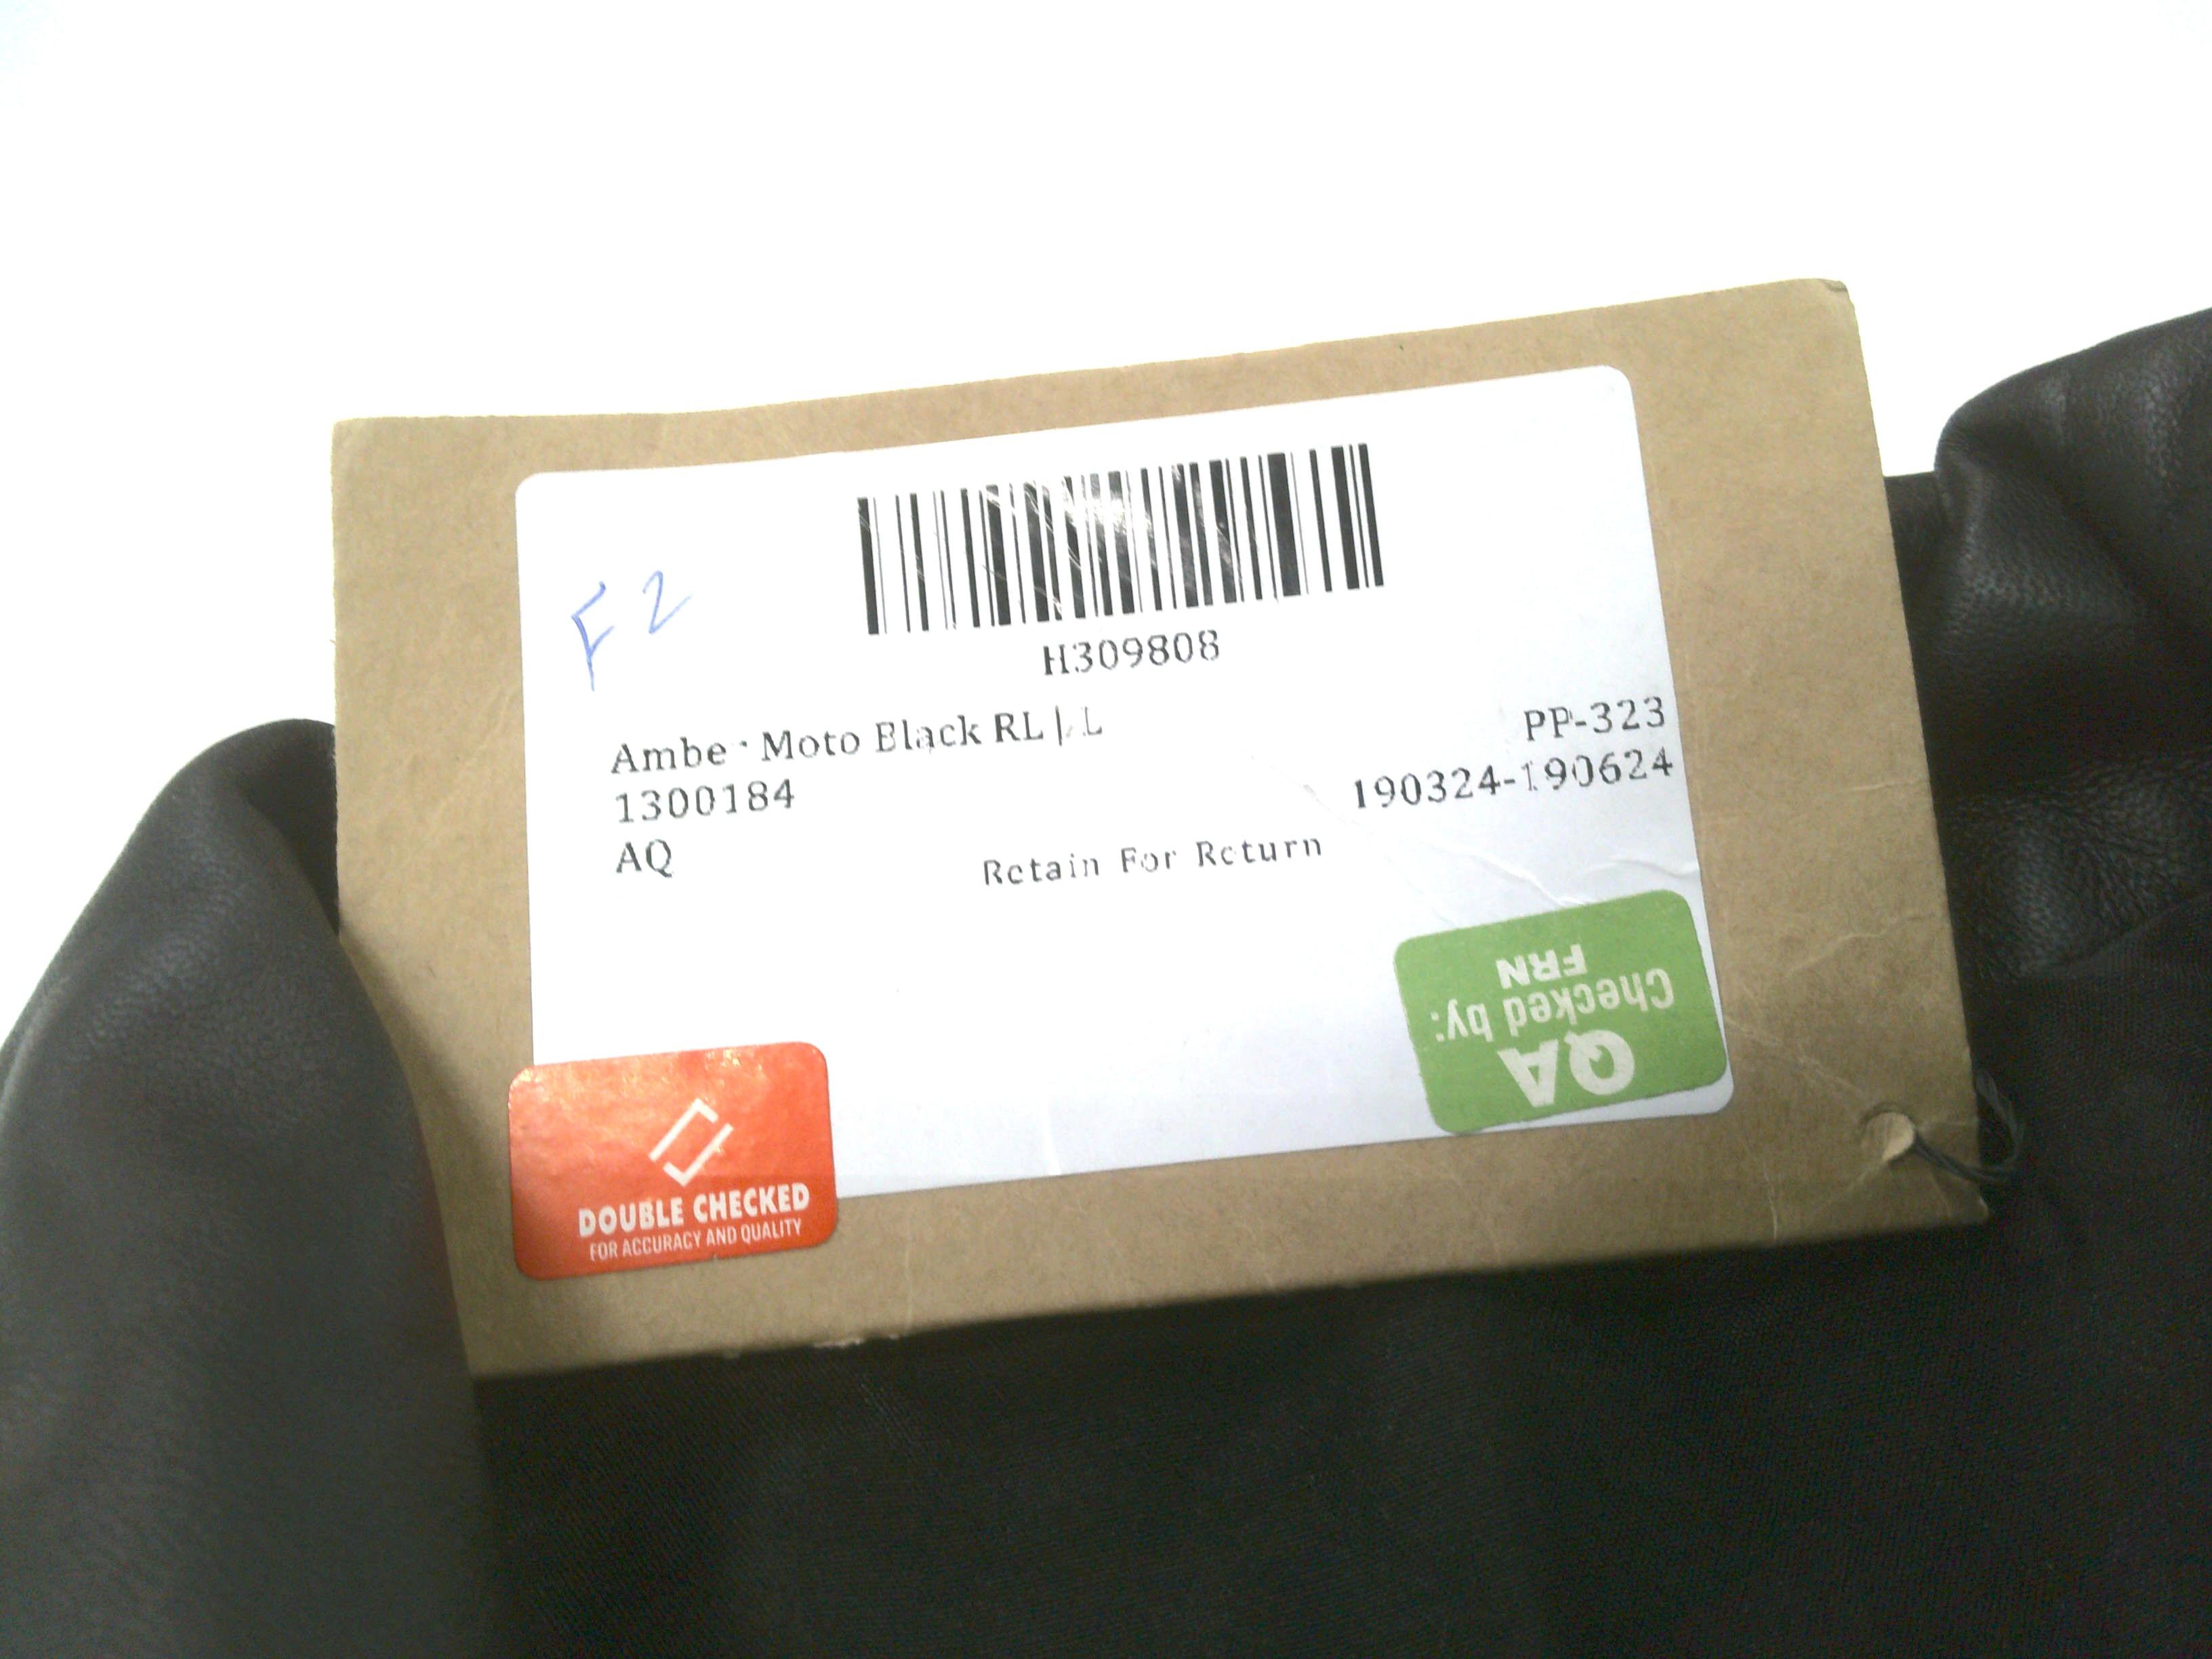 F2
H309808
Ambe Moto Black RL | L
1300184
AQ
PP-323
190324-190624
Retain For Return
QA
Checked by:
FRN
DOUBLE CHECKED
FOR ACCURACY AND QUALITY